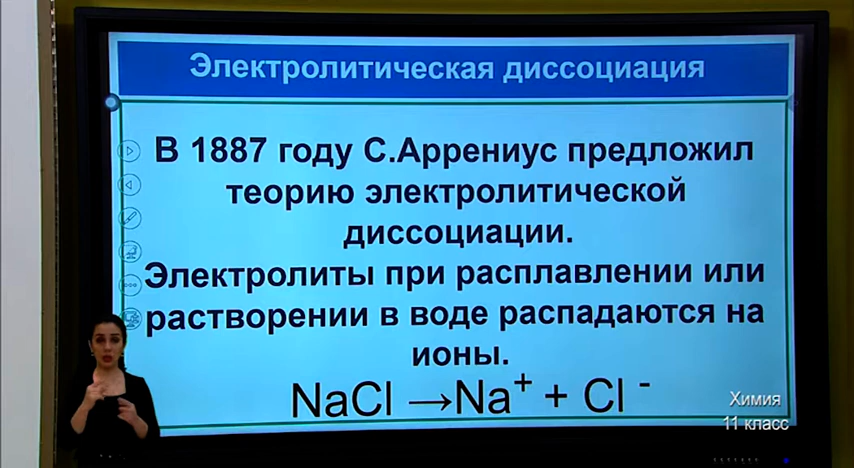 Электролитическая диссоциация
В 1887 году С.Аррениус предложил
теорию электролитической
диссоциации.
Электролиты при расплавлении или
растворении в воде распадаются на
ионы.
NaCl →Na⁺ + Cl ⁻
Химия
11 класс